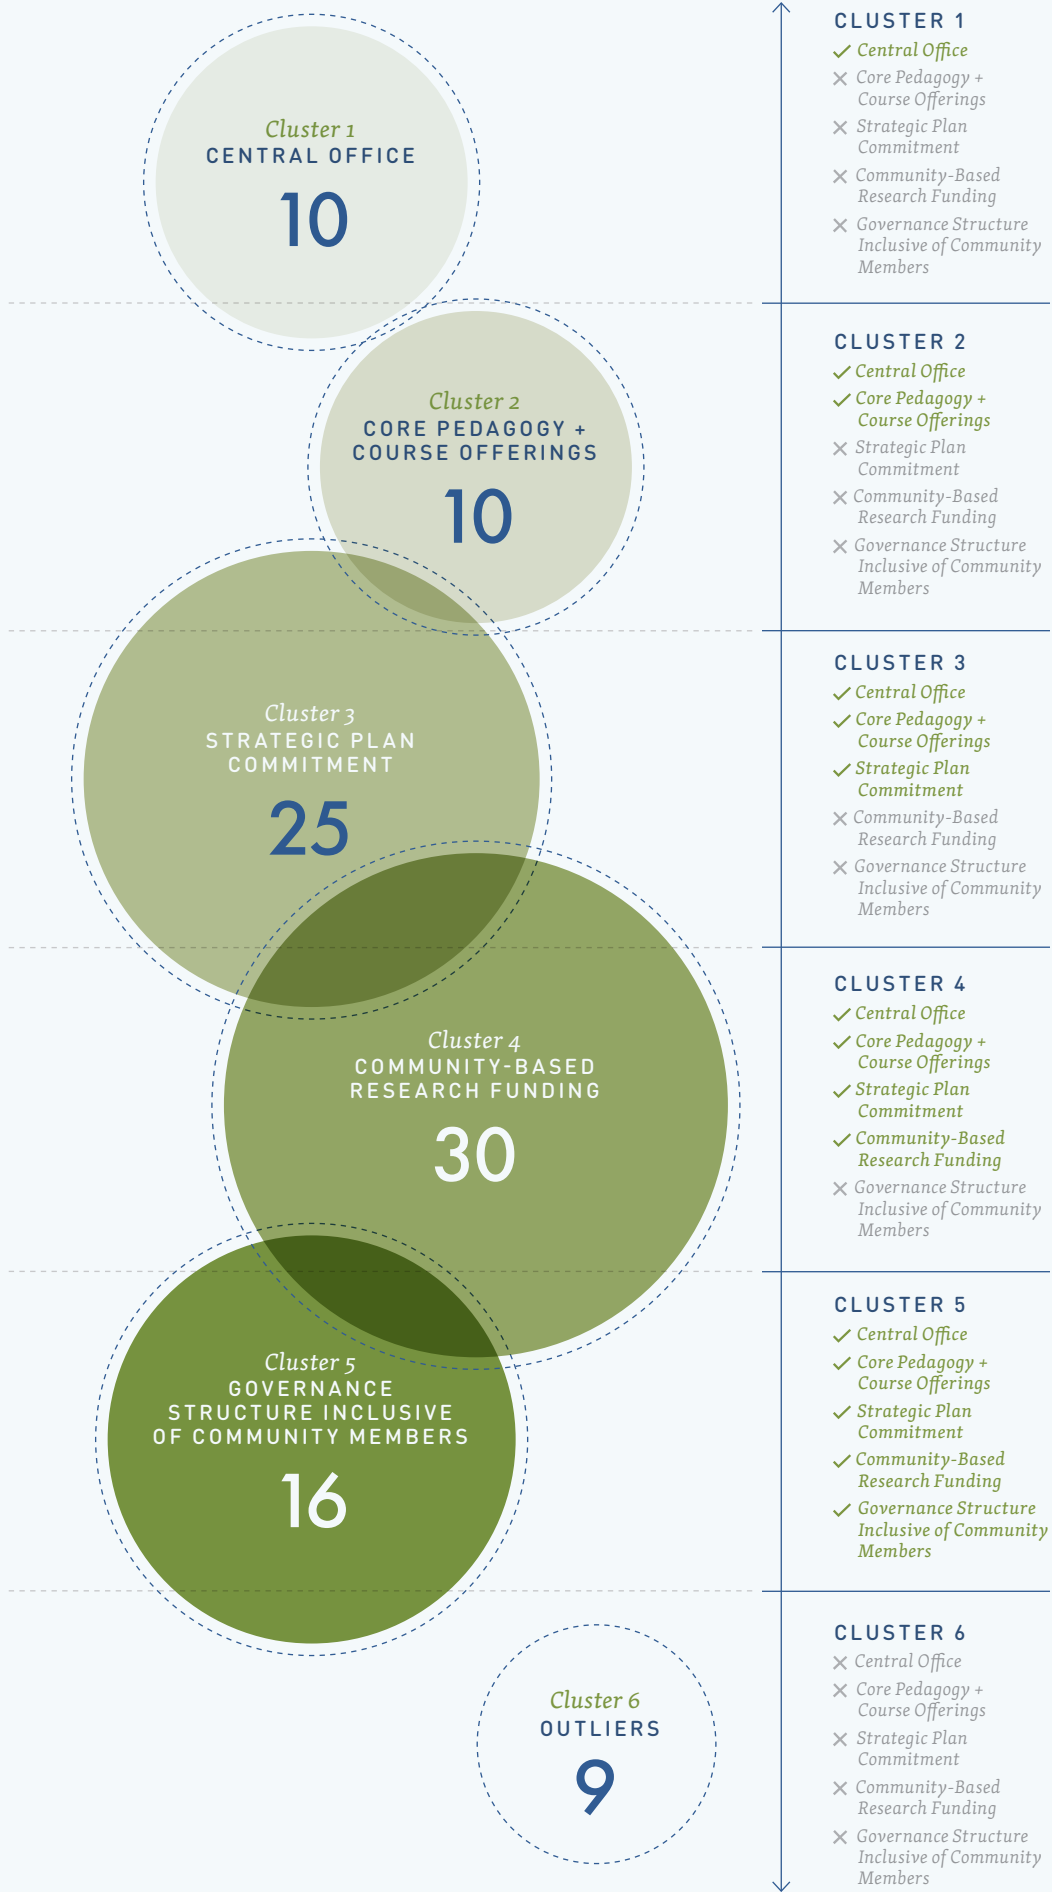 Cluster 1
CENTRAL OFFICE
10
Cluster 2
CORE PEDAGOGY +
COURSE OFFERINGS
10
Cluster 3
STRATEGIC PLAN
COMMITMENT
25
Cluster 4
COMMUNITY-BASED
RESEARCH FUNDING
30
Cluster 5
GOVERNANCE
STRUCTURE INCLUSIVE
OF COMMUNITY MEMBERS
16
Cluster 6
OUTLIERS
9
CLUSTER 1
✓ Central Office
✕ Core Pedagogy +
Course Offerings
✕ Strategic Plan
Commitment
✕ Community-Based
Research Funding
✕ Governance Structure
Inclusive of Community
Members
CLUSTER 2
✓ Central Office
✓ Core Pedagogy +
Course Offerings
✕ Strategic Plan
Commitment
✕ Community-Based
Research Funding
✕ Governance Structure
Inclusive of Community
Members
CLUSTER 3
✓ Central Office
✓ Core Pedagogy +
Course Offerings
✓ Strategic Plan
Commitment
✕ Community-Based
Research Funding
✕ Governance Structure
Inclusive of Community
Members
CLUSTER 4
✓ Central Office
✓ Core Pedagogy +
Course Offerings
✓ Strategic Plan
Commitment
✓ Community-Based
Research Funding
✕ Governance Structure
Inclusive of Community
Members
CLUSTER 5
✓ Central Office
✓ Core Pedagogy +
Course Offerings
✓ Strategic Plan
Commitment
✓ Community-Based
Research Funding
✓ Governance Structure
Inclusive of Community
Members
CLUSTER 6
✕ Central Office
✕ Core Pedagogy +
Course Offerings
✕ Strategic Plan
Commitment
✕ Community-Based
Research Funding
✕ Governance Structure
Inclusive of Community
Members